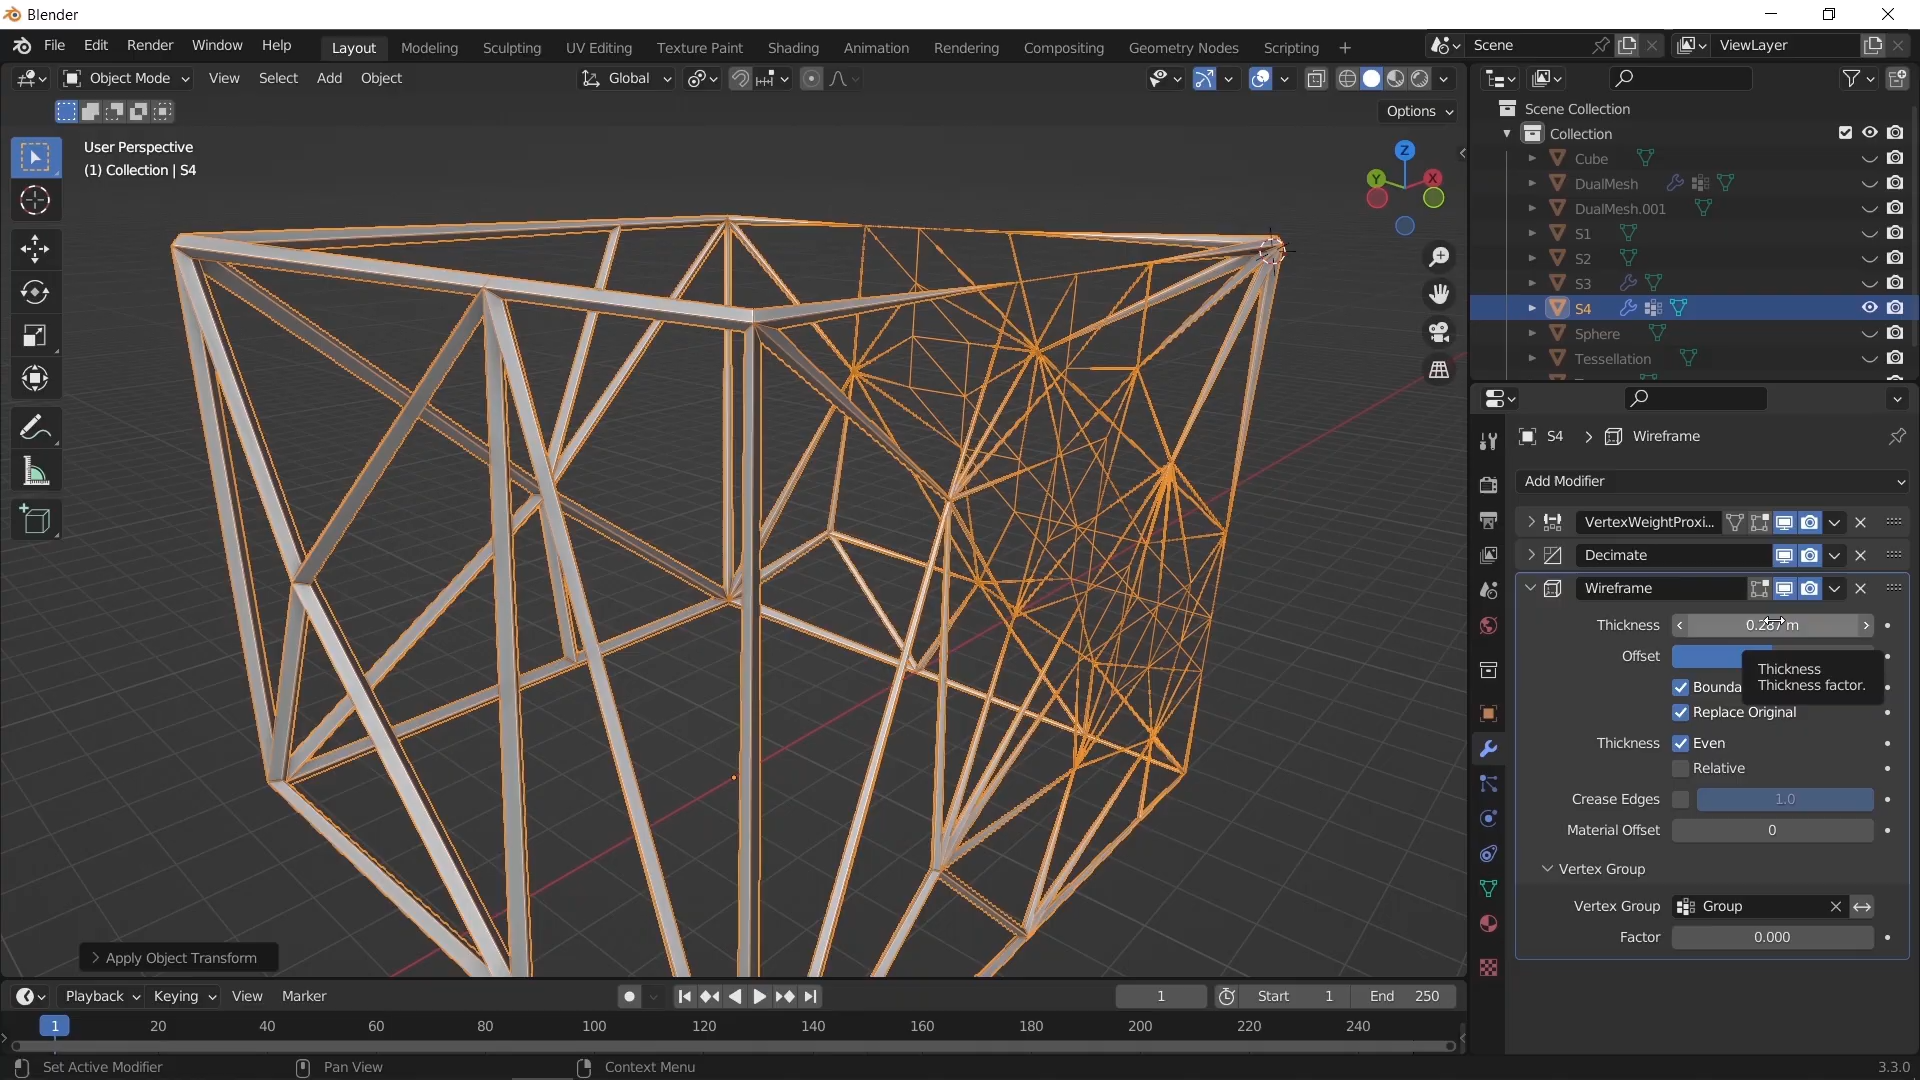 Blender
File Edit Render Window Help Layout Modeling Sculpting UV Editing Texture Paint Shading Animation Rendering Compositing Geometry Nodes Scripting + Scene ViewLayer
Object Mode View Select Add Object Global
Options
User Perspective
(1) Collection | S4
Z
Y
X
Scene Collection
Collection
Cube
DualMesh
DualMesh.001
S1
S2
S3
S4
Sphere
Tessellation
S4 > Wireframe
Add Modifier
VertexWeightProxi...
Decimate
Wireframe
Thickness 0.287 m
Offset
Thickness
Thickness factor.
Bounda
Replace Original
Thickness Even
Relative
Crease Edges 1.0
Material Offset 0
Vertex Group
Vertex Group Group
Factor 0.000
Apply Object Transform
Playback Keying View Marker 1 Start 1 End 250
1 20 40 60 80 100 120 140 160 180 200 220 240
Set Active Modifier Pan View Context Menu 3.3.0